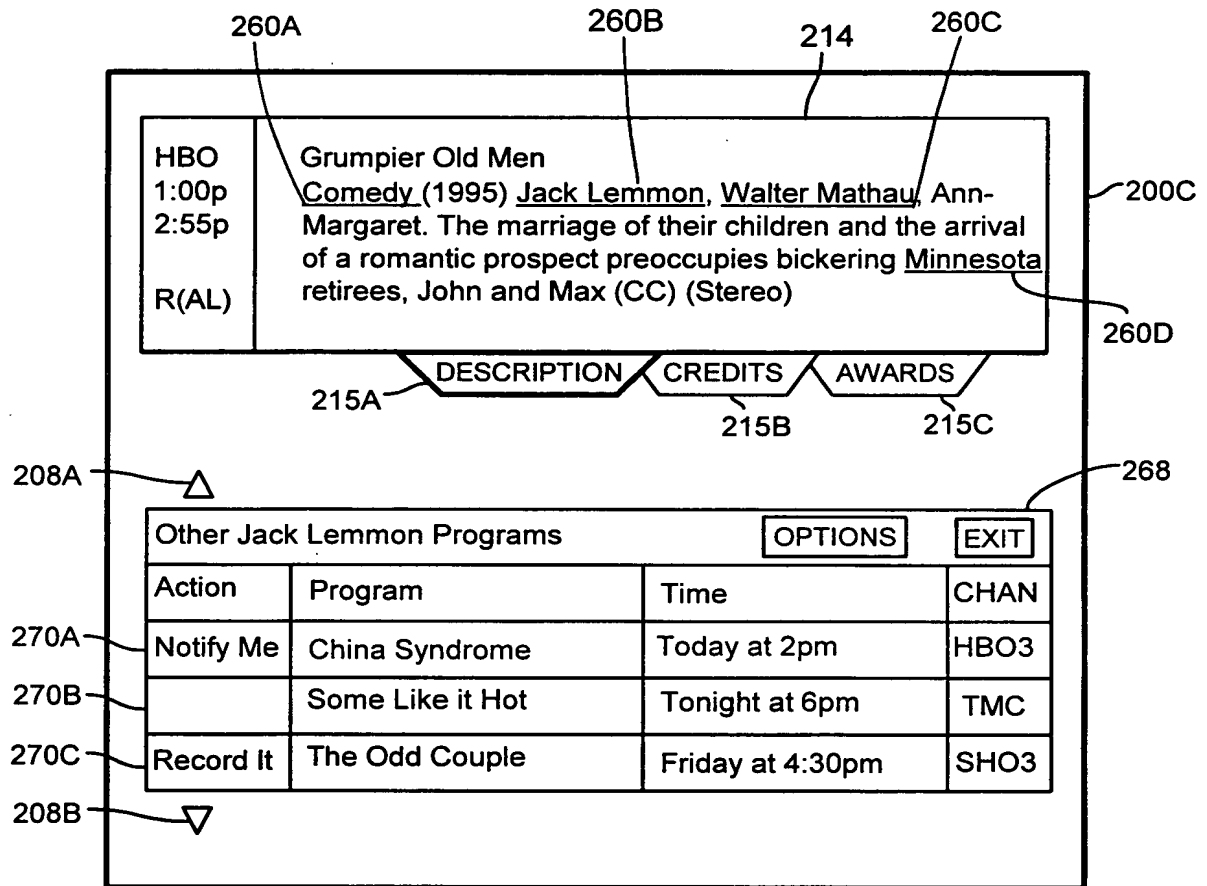 260A 260B 260C 214
HBO
1:00p
2:55p
R(AL)
Grumpier Old Men
Comedy (1995) Jack Lemmon, Walter Mathau, Ann-
Margaret. The marriage of their children and the arrival
of a romantic prospect preoccupies bickering Minnesota
retirees, John and Max (CC) (Stereo)
200C
260D
DESCRIPTION CREDITS AWARDS
215A 215B 215C
208A
268
Other Jack Lemmon Programs OPTIONS EXIT
Action Program Time CHAN
270A Notify Me China Syndrome Today at 2pm HBO3
270B Some Like it Hot Tonight at 6pm TMC
270C Record It The Odd Couple Friday at 4:30pm SHO3
208B